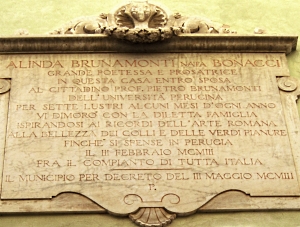 ALINDA BRUNAMONTI NATA BONACCI
GRANDE POETESSA E PROSATRICE
IN QUESTA CASA ENTRÒ SPOSA
AL CITTADINO PROF. PIETRO BRUNAMONTI
DELL'UNIVERSITÀ PERUGINA
PER SETTE LUSTRI ALCUNI MESI D'OGNI ANNO
VI DIMORÒ CON LA DILETTA FAMIGLIA
ISPIRANDOSI AI RICORDI DELL'ARTE ROMANA
ALLA BELLEZZA DEI COLLI E DELLE VERDI PIANURE
FINCHÈ SI SPENSE IN PERUGIA
IL III FEBBRAIO MCMIII
FRA IL COMPIANTO DI TUTTA ITALIA
IL MUNICIPIO PER DECRETO DEL III MAGGIO MCMIII
P.